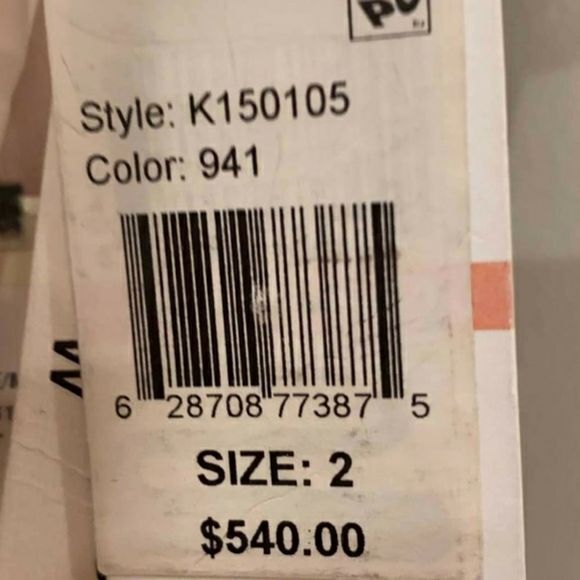 Style: K150105
Color: 941
6 28708 77387 5
SIZE: 2
$540.00